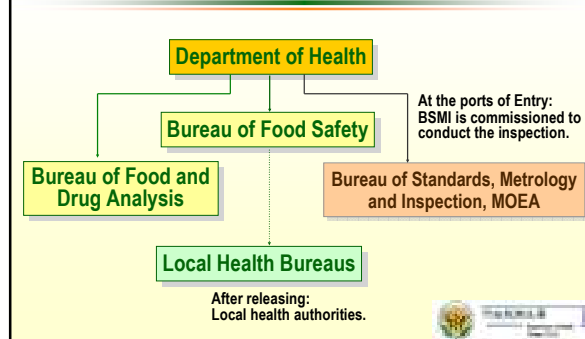 Department of Health
At the ports of Entry:
BSMI is commissioned to
conduct the inspection.
Bureau of Food Safety
Bureau of Food and
Drug Analysis
Bureau of Standards, Metrology
and Inspection, MOEA
Local Health Bureaus
After releasing:
Local health authorities.